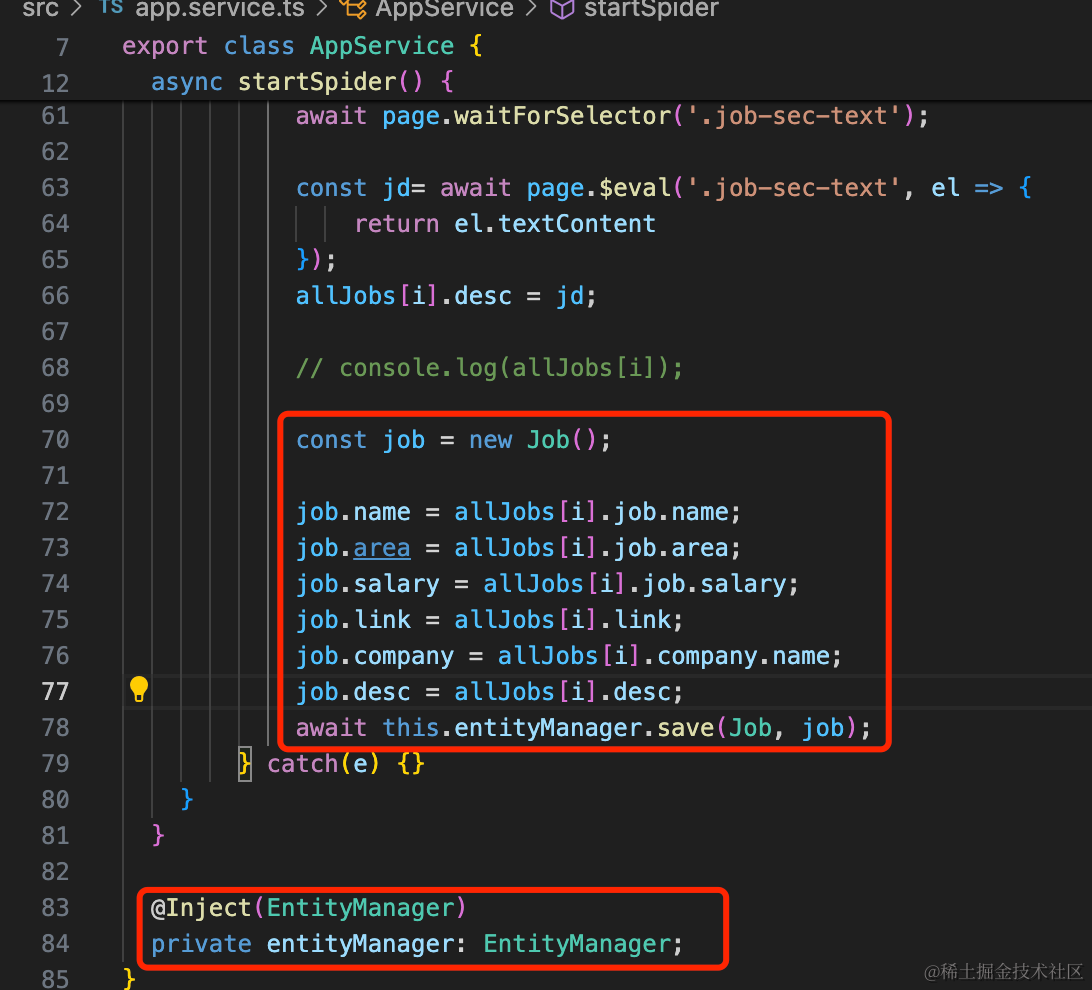 src > TS app.service.ts > AppService > startSpider
7 export class AppService {
12 async startSpider() {
61 await page.waitForSelector('.job-sec-text');
62
63 const jd= await page.$eval('.job-sec-text', el => {
64 return el.textContent
65 });
66 allJobs[i].desc = jd;
67
68 // console.log(allJobs[i]);
69
70 const job = new Job();
71
72 job.name = allJobs[i].job.name;
73 job.area = allJobs[i].job.area;
74 job.salary = allJobs[i].job.salary;
75 job.link = allJobs[i].link;
76 job.company = allJobs[i].company.name;
77 job.desc = allJobs[i].desc;
78 await this.entityManager.save(Job, job);
79 } catch(e) {}
80 }
81 }
82
83 @Inject(EntityManager)
84 private entityManager: EntityManager;
85 }
@稀土掘金技术社区